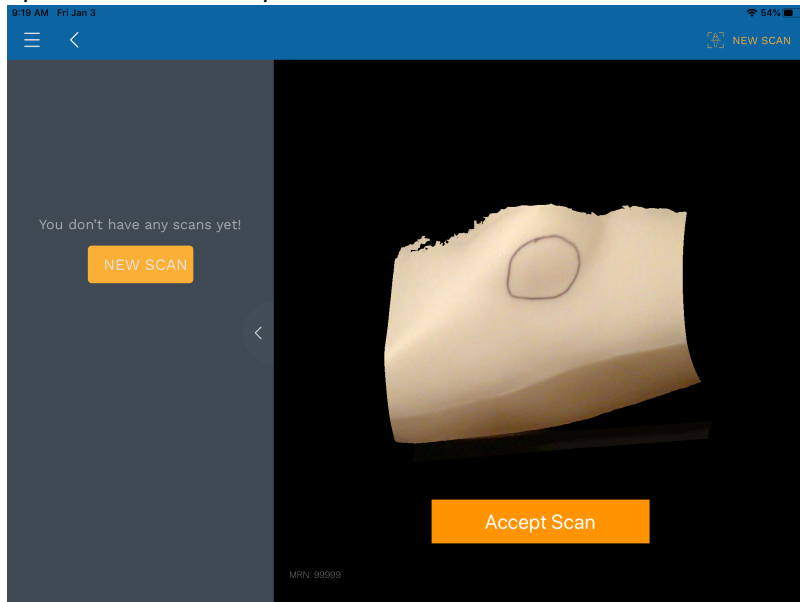 9:19 AM Fri Jan 3
54%
NEW SCAN
You don't have any scans yet!
NEW SCAN
Accept Scan
MRN: 99999